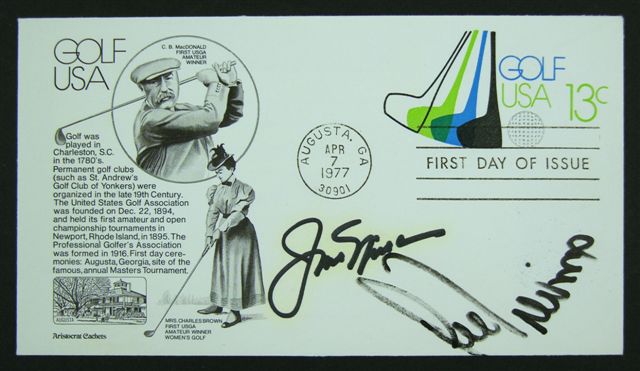 GOLF
USA
C. B. MacDONALD
FIRST USGA
AMATEUR
WINNER
Golf was
played in
Charleston, S.C.
in the 1780's.
Permanent golf clubs
(such as St. Andrew's
Golf Club of Yonkers) were
organized in the late 19th Century.
The United States Golf Association
was founded on Dec. 22, 1894,
and held its first amateur and open
championship tournaments in
Newport, Rhode Island, in 1895. The
Professional Golfer's Association
was formed in 1916. First day cere-
monies: Augusta, Georgia, site of the
famous, annual Masters Tournament.
AUGUSTA
Aristocrat Cachets
MRS. CHARLES BROWN
FIRST USGA
AMATEUR WINNER
WOMEN'S GOLF
AUGUSTA, GA
APR
7
1977
30901
GOLF
USA 13c
FIRST DAY OF ISSUE